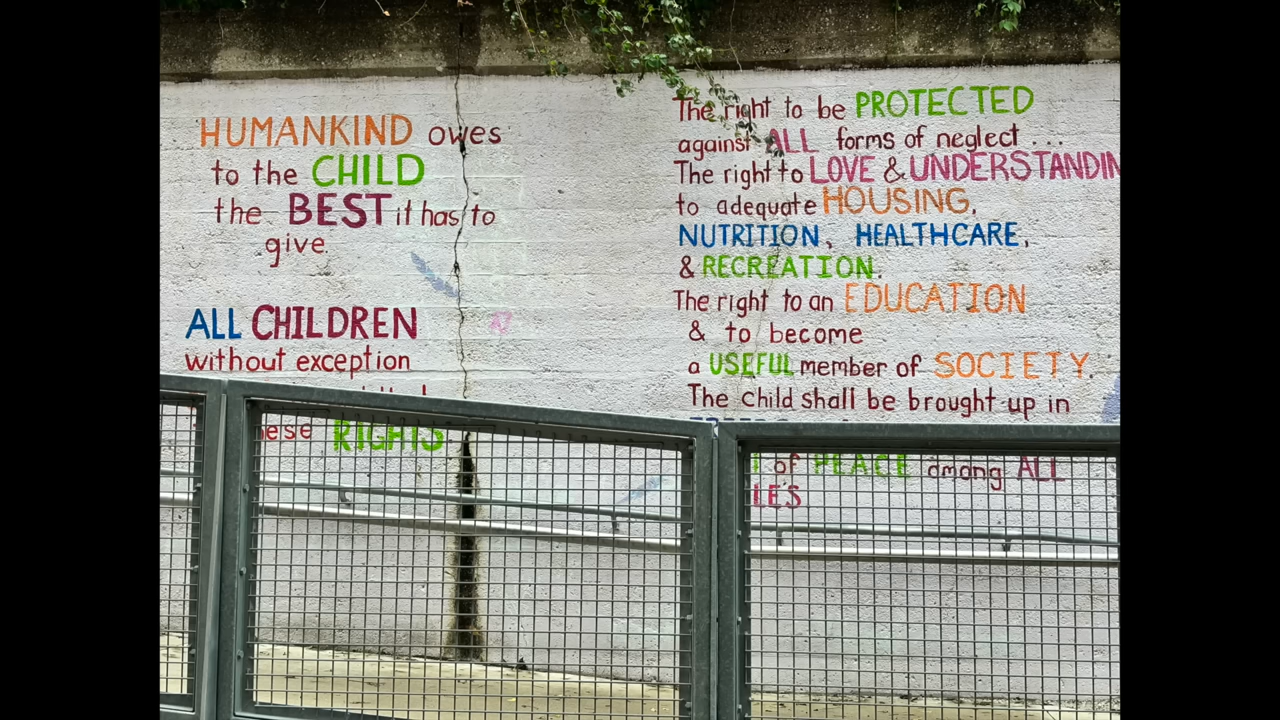 HUMANKIND owes
to the CHILD
the BEST it has to
give.
ALL CHILDREN
without exception
RIGHTS.
The right to be PROTECTED
against ALL forms of neglect ...
The right to LOVE & UNDERSTANDIN
to adequate HOUSING,
NUTRITION, HEALTHCARE,
& RECREATION.
The right to an EDUCATION
& to become
a USEFUL member of SOCIETY.
The child shall be brought up in
of PEACE among ALL